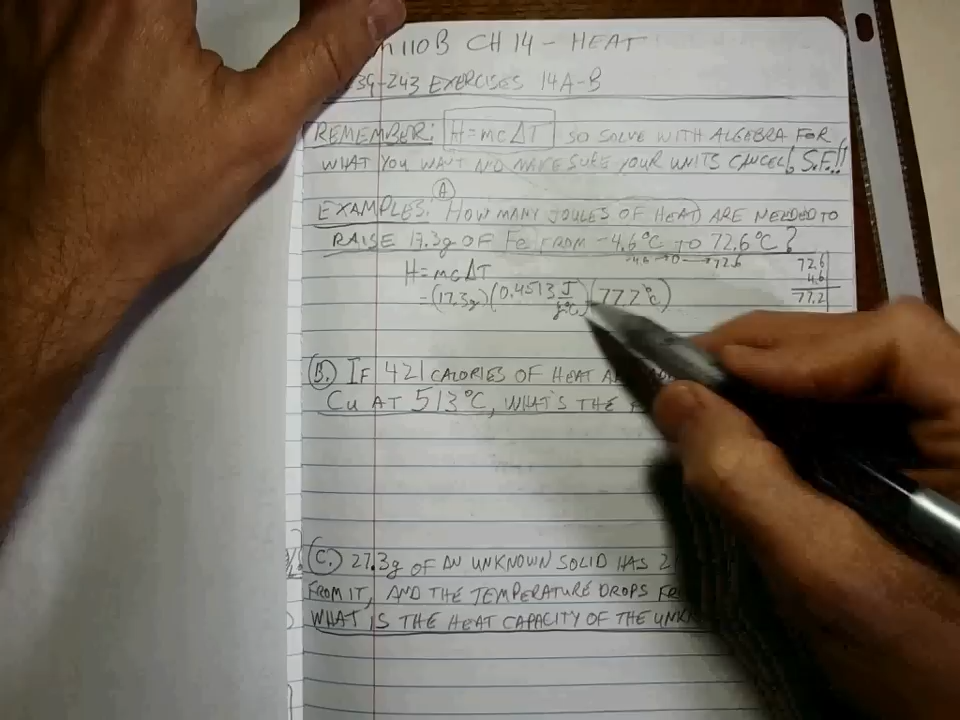 110B CH 14 - HEAT
39-243 EXERCISES 14A-B
REMEMBER: H=mcΔT SO SOLVE WITH ALGEBRA FOR
WHAT YOU WANT AND MAKE SURE YOUR UNITS CANCEL! S.F.!!
A
EXAMPLES: HOW MANY JOULES OF HEAT ARE NEEDED TO
RAISE 17.3g OF Fe FROM -4.6°C TO 72.6°C?
-4.6 → 0 → 72.6
72.6
4.6
77.2
H = mcΔT
= (17.3g)(0.4513 J/g°C)(77.2°C)
B. IF 421 CALORIES OF HEAT
Cu AT 513°C, WHAT'S THE
C. 27.3g OF AN UNKNOWN SOLID HAS 2
FROM IT, AND THE TEMPERATURE DROPS
WHAT IS THE HEAT CAPACITY OF THE